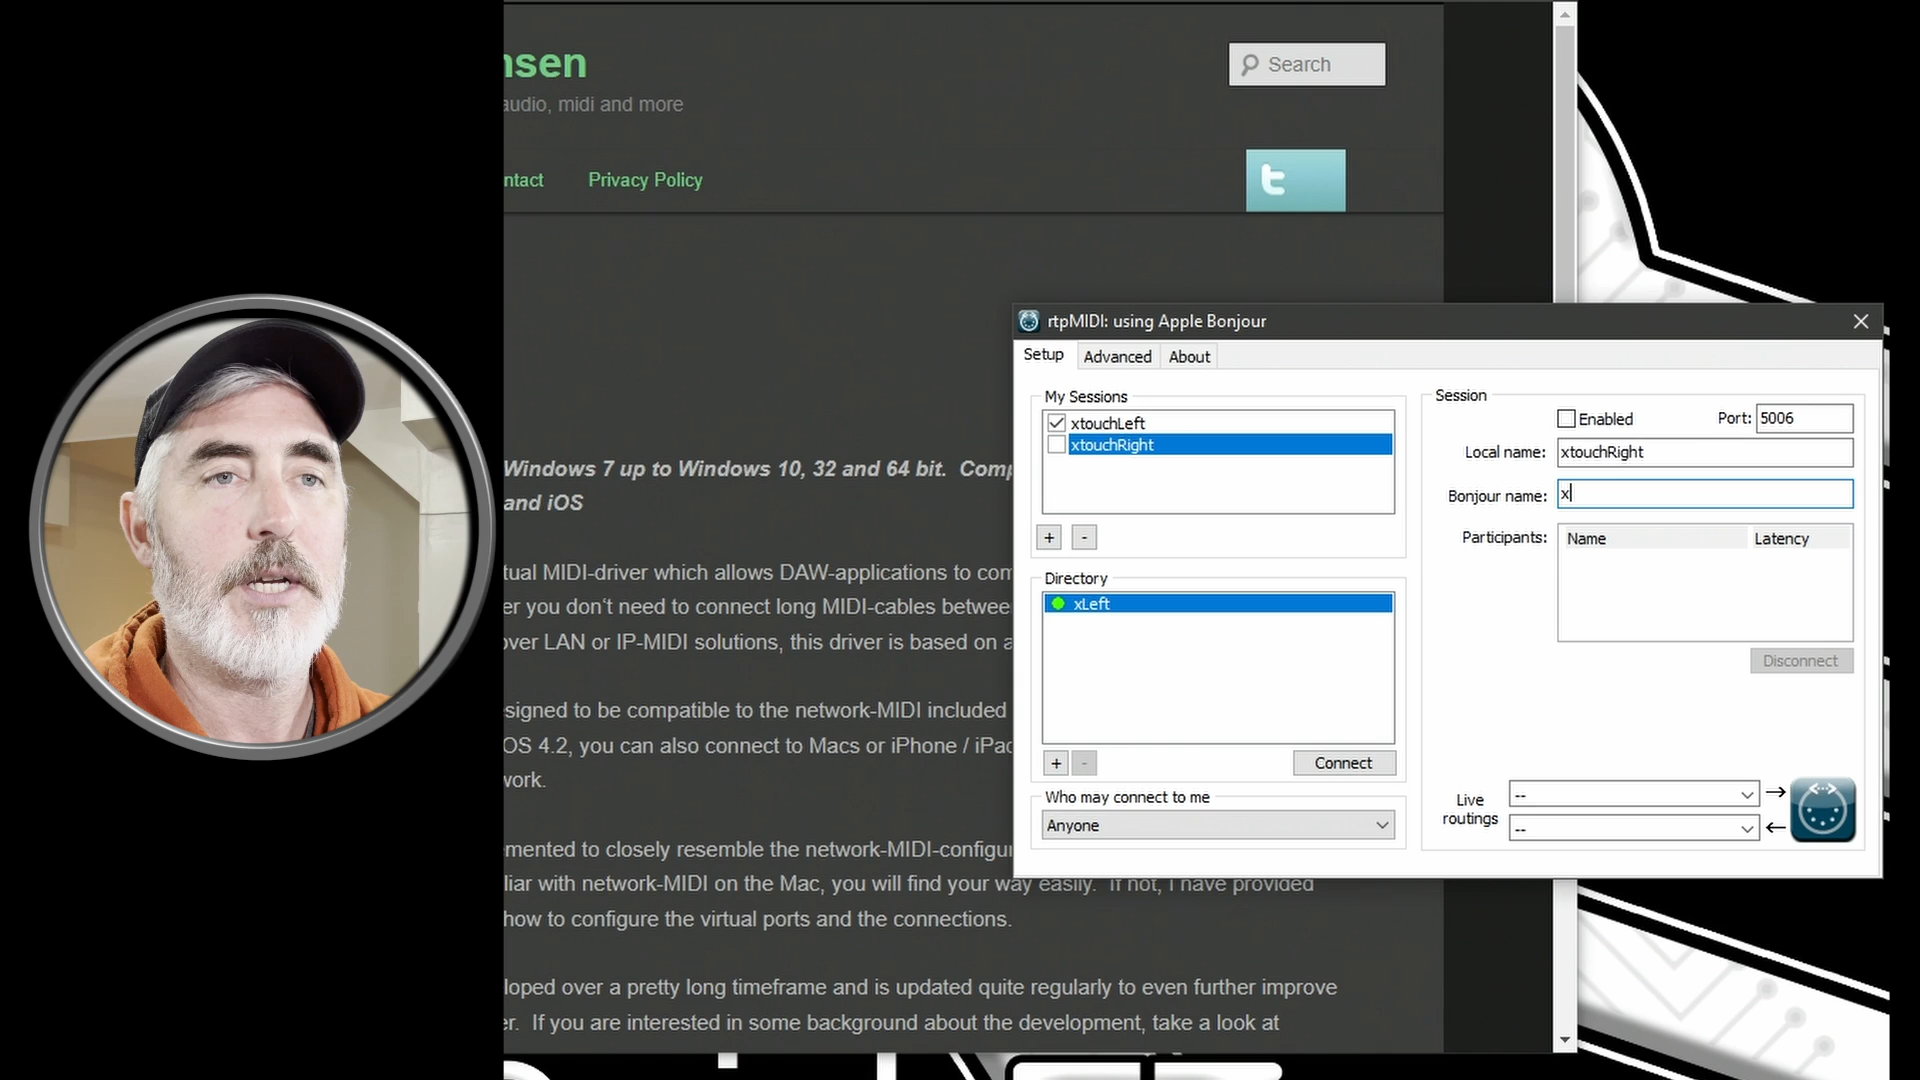 nsen
audio, midi and more
Search
ntact
Privacy Policy
Windows 7 up to Windows 10, 32 and 64 bit. Comp
and iOS
tual MIDI-driver which allows DAW-applications to com
er you don't need to connect long MIDI-cables betwee
over LAN or IP-MIDI solutions, this driver is based on a
signed to be compatible to the network-MIDI included
OS 4.2, you can also connect to Macs or iPhone / iPac
work.
emented to closely resemble the network-MIDI-configur
liar with network-MIDI on the Mac, you will find your way easily. If not, I have provided
how to configure the virtual ports and the connections.
loped over a pretty long timeframe and is updated quite regularly to even further improve
er. If you are interested in some background about the development, take a look at
rtpMIDI: using Apple Bonjour
Setup
Advanced
About
My Sessions
xtouchLeft
xtouchRight
+ -
Directory
xLeft
+ -
Connect
Who may connect to me
Anyone
Session
Enabled
Port: 5006
Local name: xtouchRight
Bonjour name: x
Participants:
Name
Latency
Disconnect
Live
routings
--
--